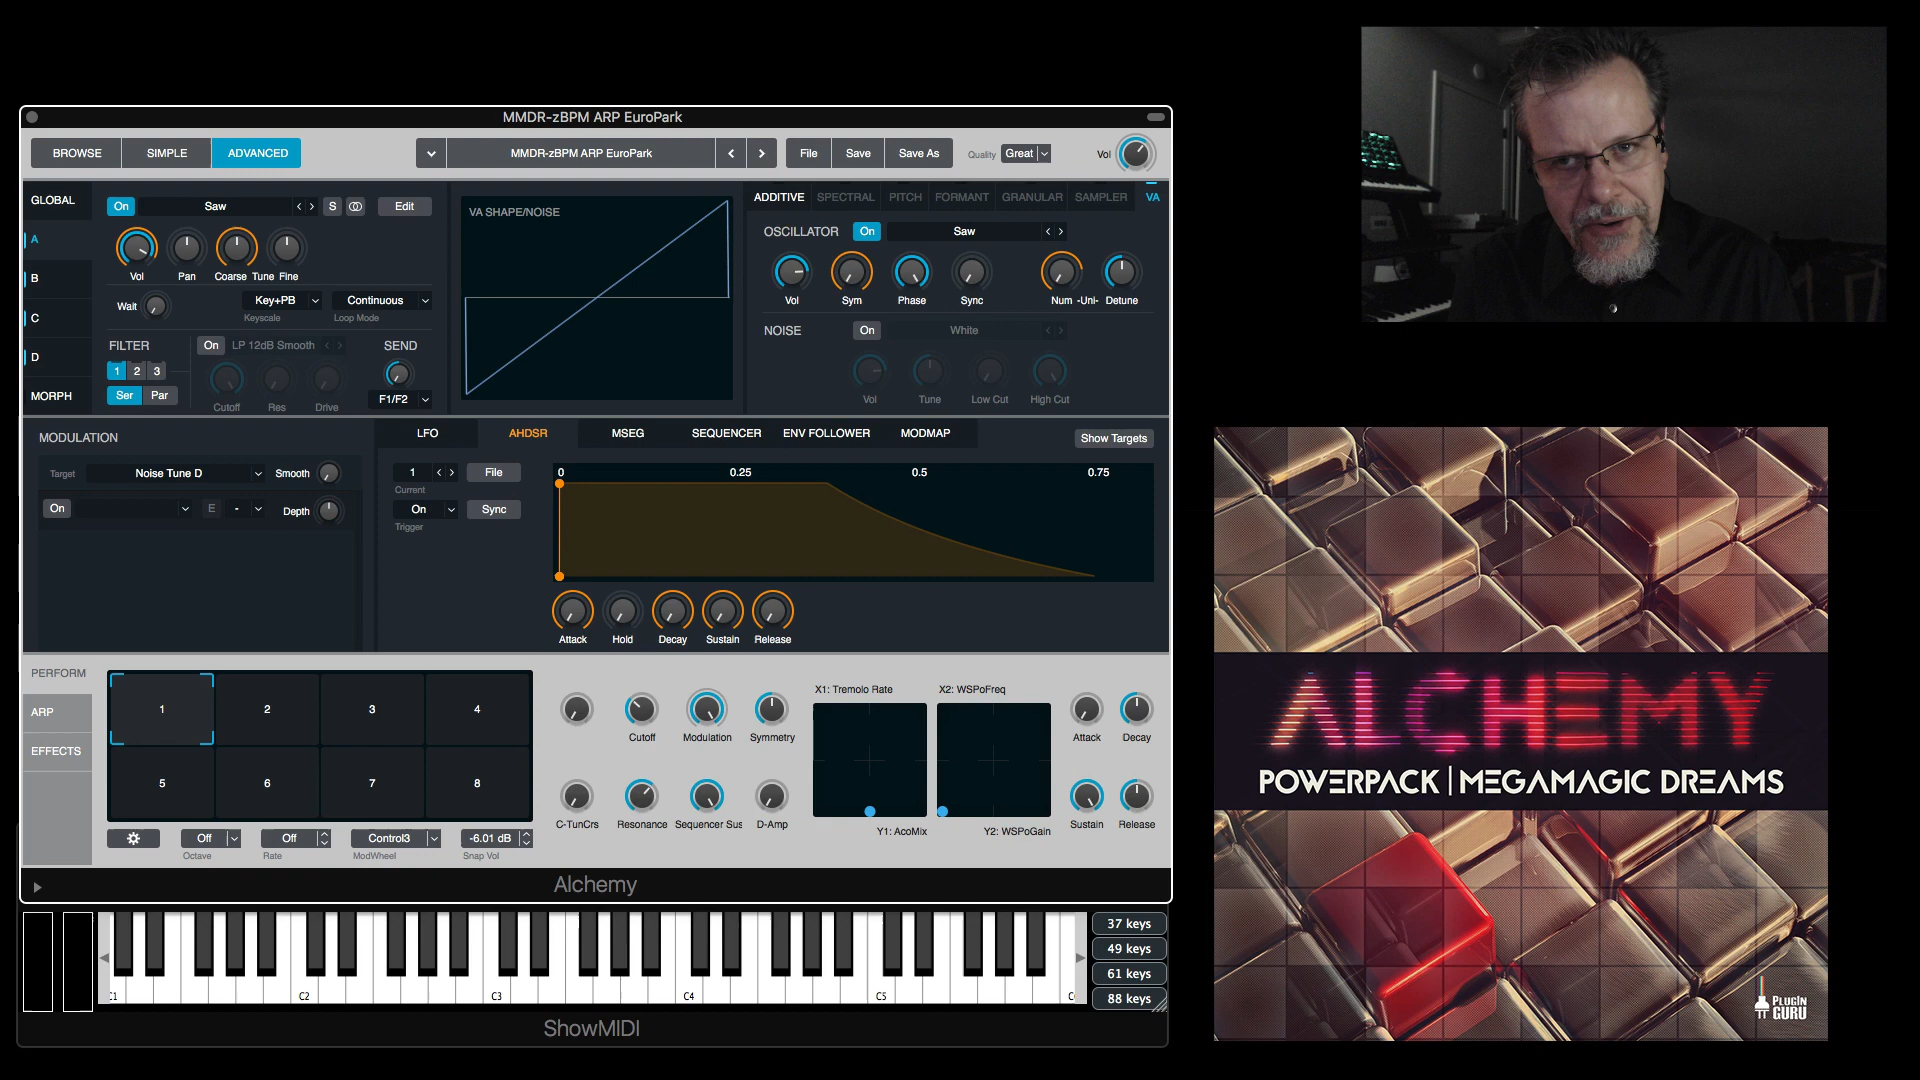 MMDR-zBPM ARP EuroPark
BROWSE SIMPLE ADVANCED MMDR-zBPM ARP EuroPark File Save Save As Quality Great Vol
GLOBAL
A
B
C
D
MORPH
On Saw S Edit
Vol Pan Coarse Tune Fine
Wait Key+PB Continuous
Keyscale Loop Mode
FILTER On LP 12dB Smooth SEND
1 2 3
Ser Par F1/F2
Cutoff Res Drive
VA SHAPE/NOISE
ADDITIVE SPECTRAL PITCH FORMANT GRANULAR SAMPLER VA
OSCILLATOR On Saw
Vol Sym Phase Sync Num -Uni- Detune
NOISE On White
Vol Tune Low Cut High Cut
MODULATION
Target Noise Tune D Smooth
On E - Depth
LFO AHDSR MSEG SEQUENCER ENV FOLLOWER MODMAP Show Targets
1 File
Current
On Sync
Trigger
0 0.25 0.5 0.75
Attack Hold Decay Sustain Release
PERFORM
ARP
EFFECTS
1 2 3 4
5 6 7 8
Off Off Control3 -6.01 dB
Octave Rate ModWheel Snap Vol
Cutoff Modulation Symmetry
C-TunCrs Resonance Sequencer Sus D-Amp
X1: Tremolo Rate X2: WSPoFreq
Y1: AcoMix Y2: WSPoGain
Attack Decay
Sustain Release
Alchemy
C2 C3 C4 C5
37 keys
49 keys
61 keys
88 keys
ShowMIDI
ALCHEMY
POWERPACK | MEGAMAGIC DREAMS
PLUGIN
GURU